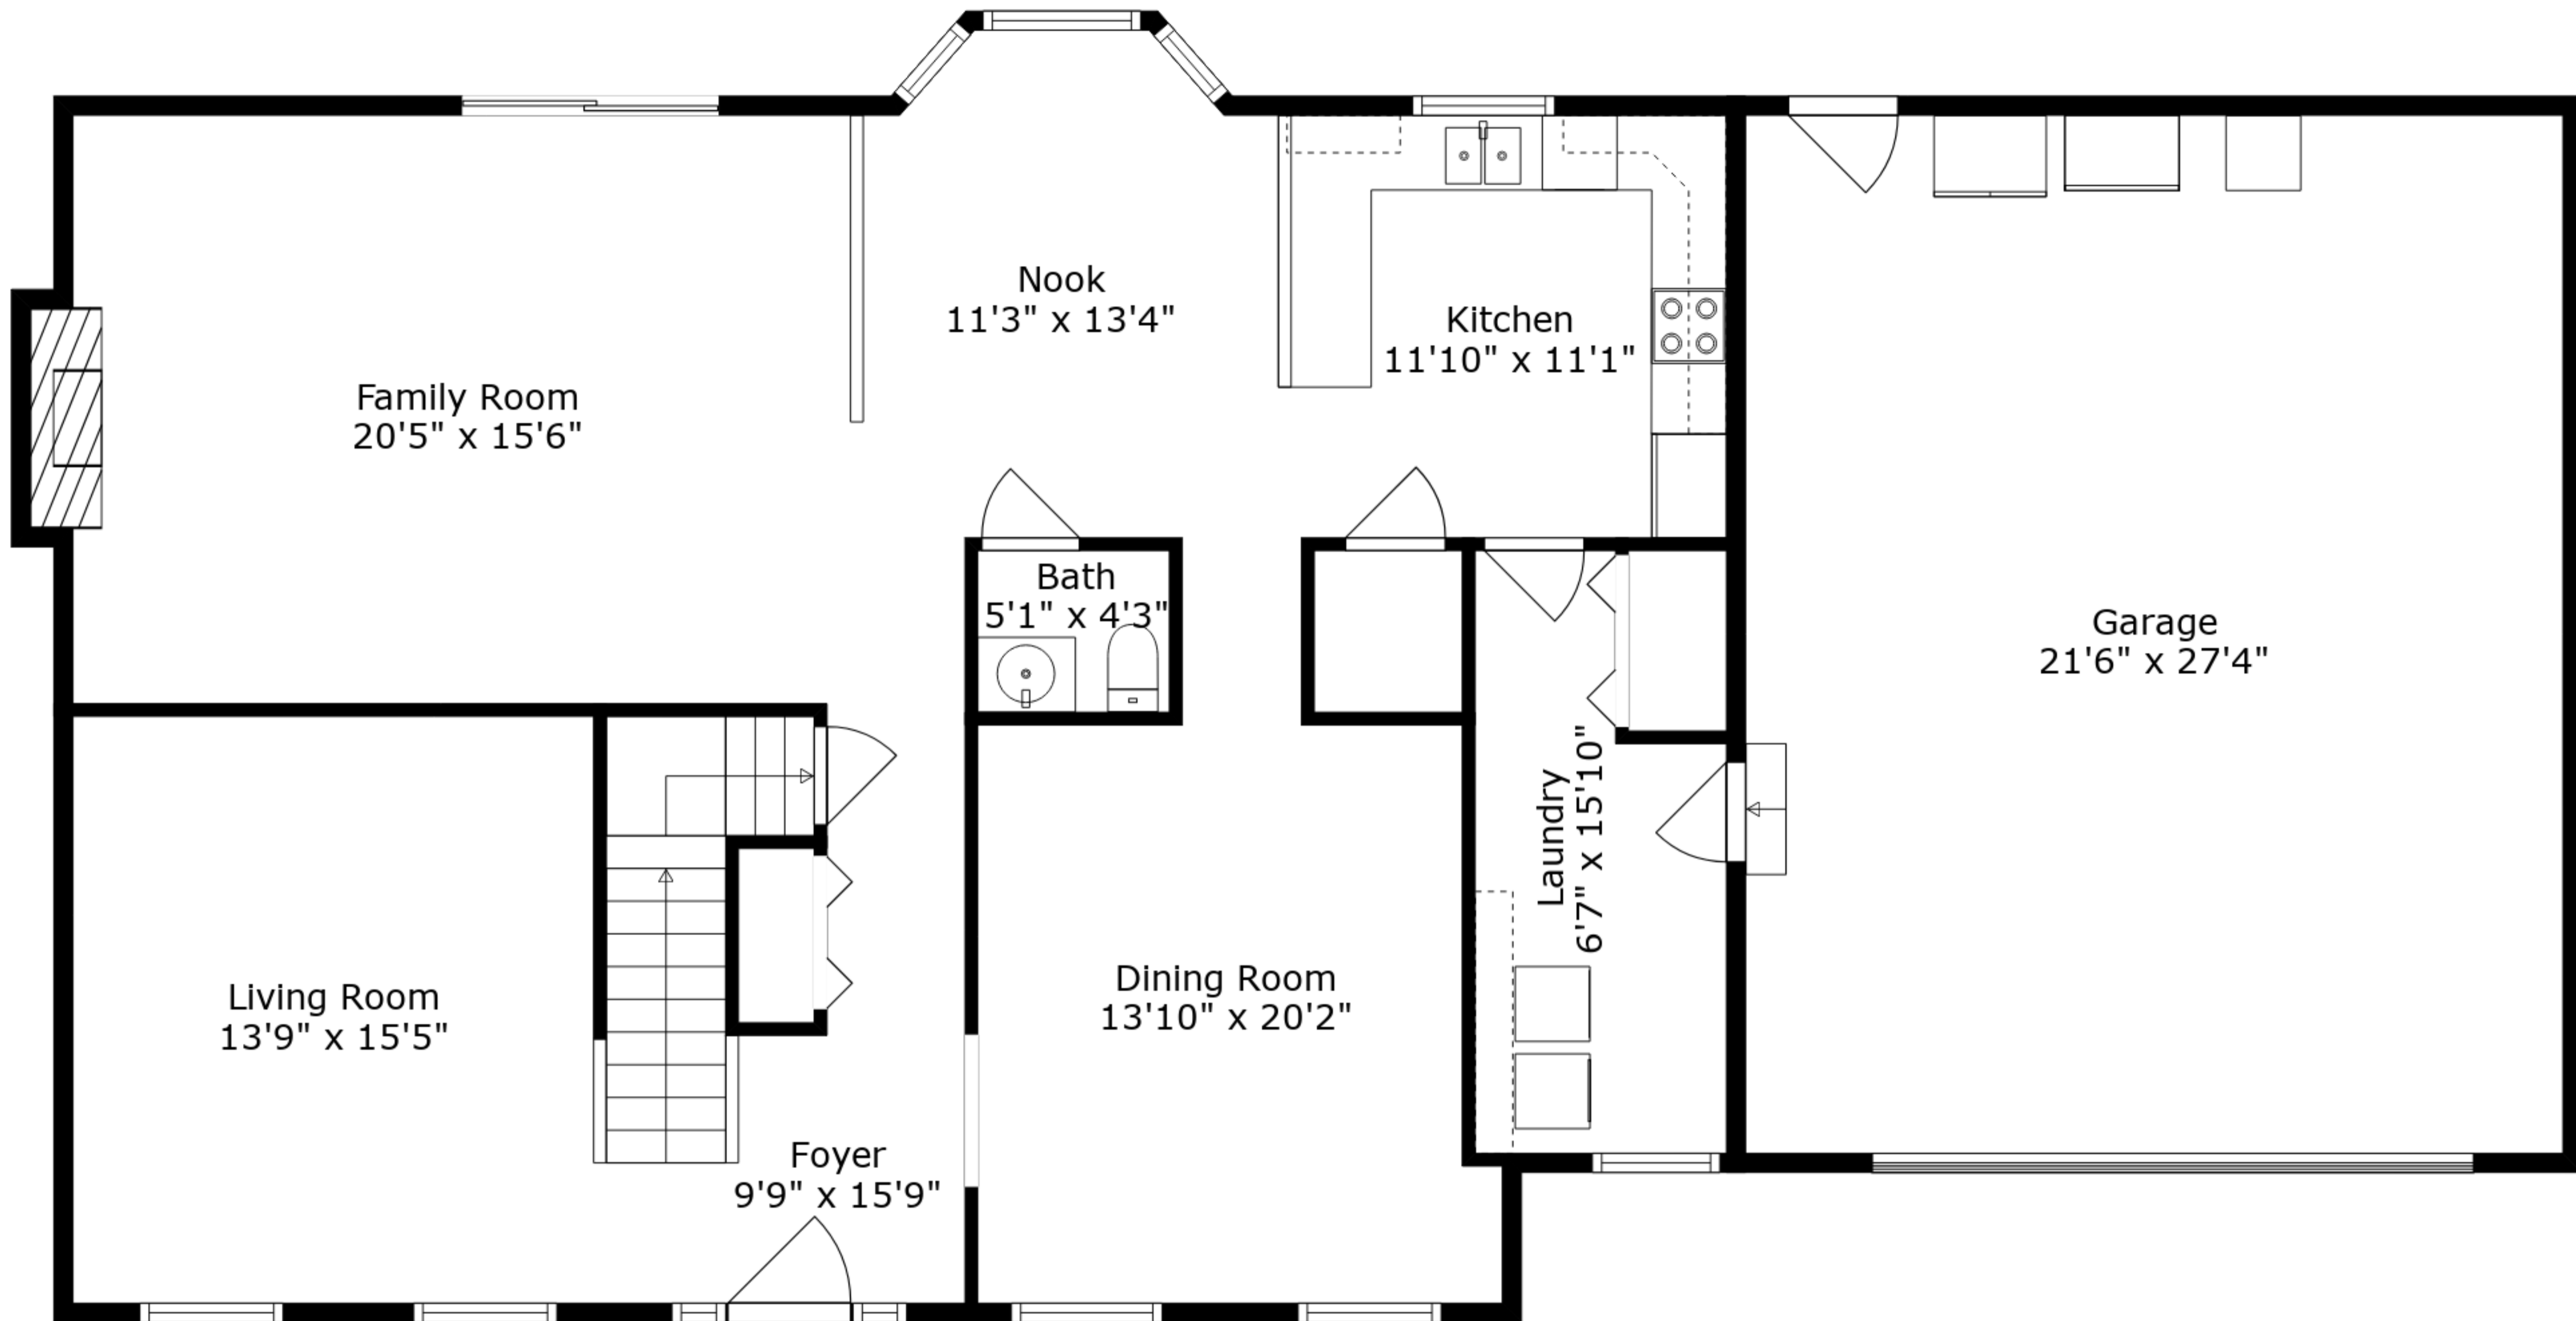 Nook
11'3" x 13'4"
Kitchen
11'10" x 11'1"
Family Room
20'5" x 15'6"
Bath
5'1" x 4'3"
Garage
21'6" x 27'4"
Laundry
6'7" x 15'10"
Living Room
13'9" x 15'5"
Dining Room
13'10" x 20'2"
Foyer
9'9" x 15'9"